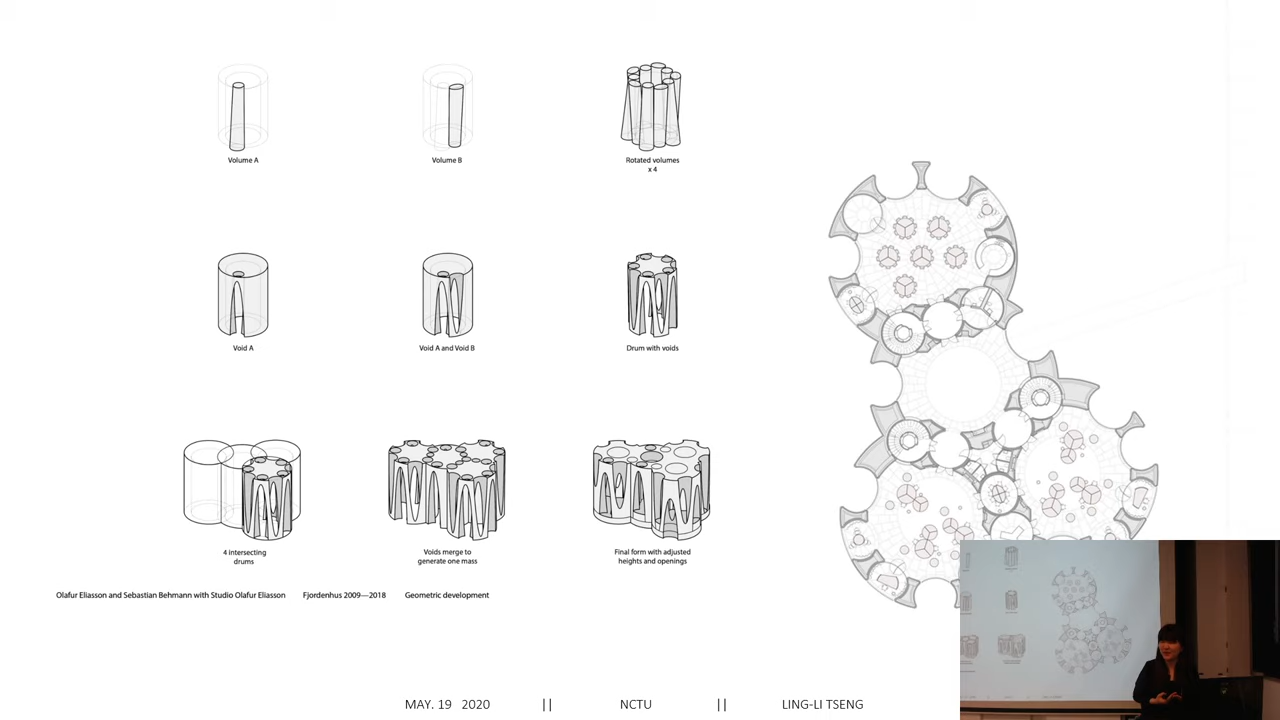 Volume A
Volume B
Rotated volumes
x 4
Void A
Void A and Void B
Drum with voids
4 intersecting
drums
Voids merge to
generate one mass
Final form with adjusted
heights and openings
Olafur Eliasson and Sebastian Behmann with Studio Olafur Eliasson Fjordenhus 2009—2018 Geometric development
MAY. 19 2020 || NCTU || LING-LI TSENG